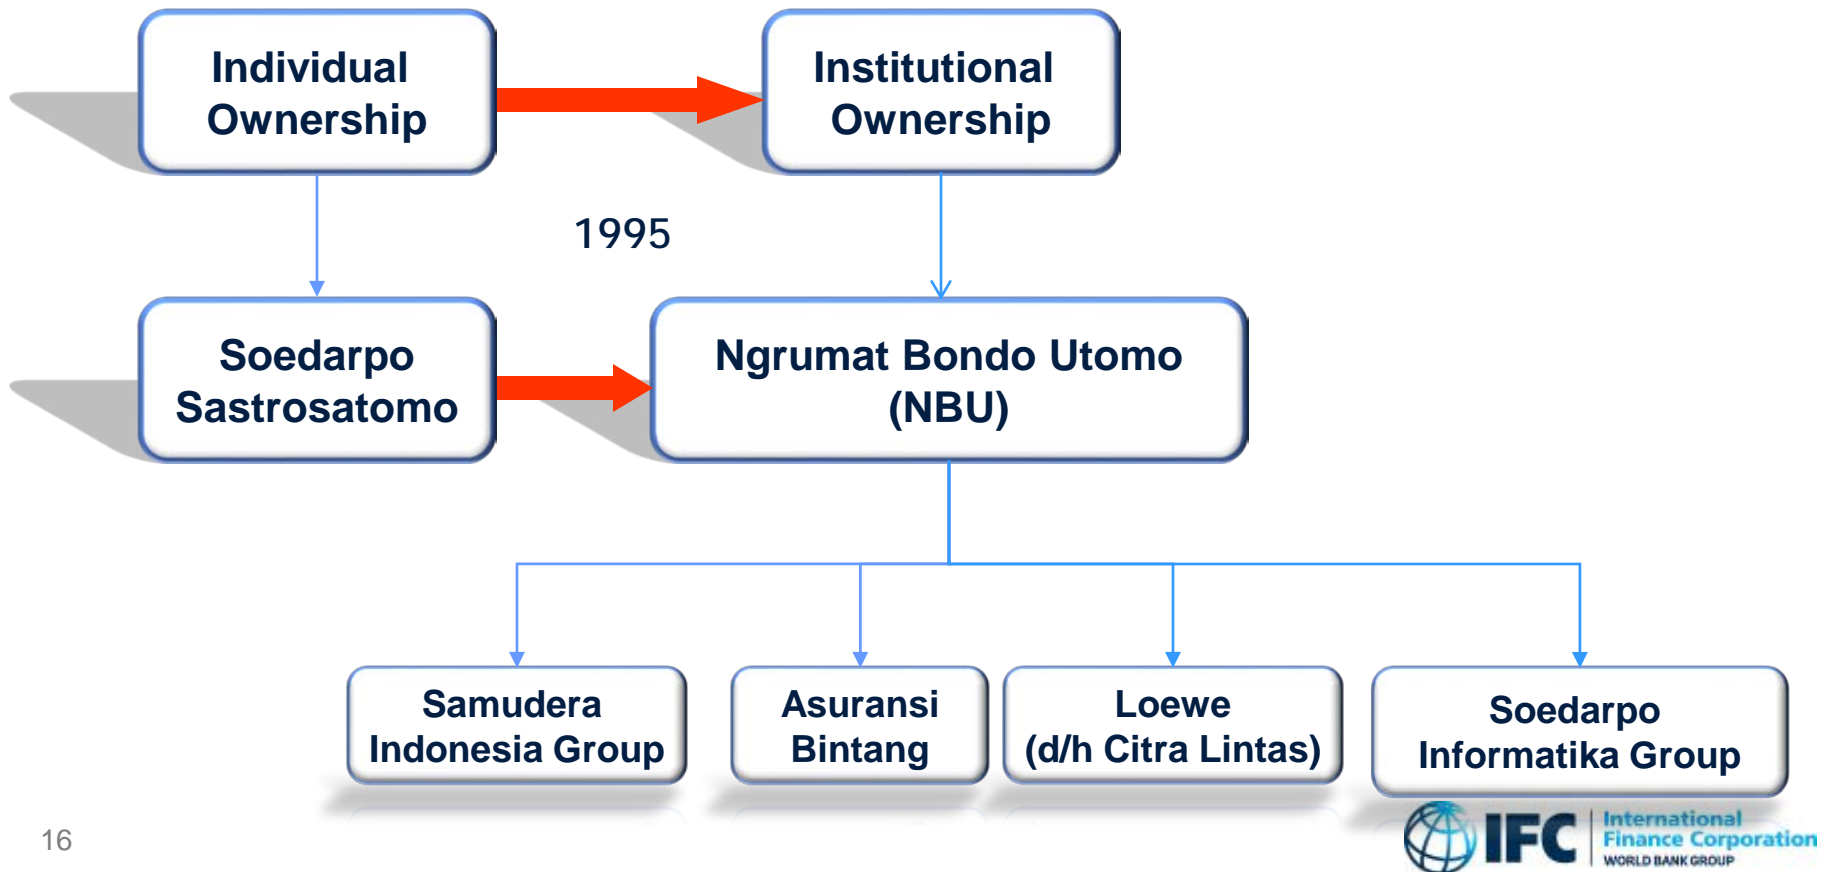 Individual
Ownership
Institutional
Ownership
1995
Soedarpo
Sastrosatomo
Ngrumat Bondo Utomo
(NBU)
Samudera
Indonesia Group
Asuransi
Bintang
Loewe
(d/h Citra Lintas)
Soedarpo
Informatika Group
16
IFC
International
Finance Corporation
WORLD BANK GROUP